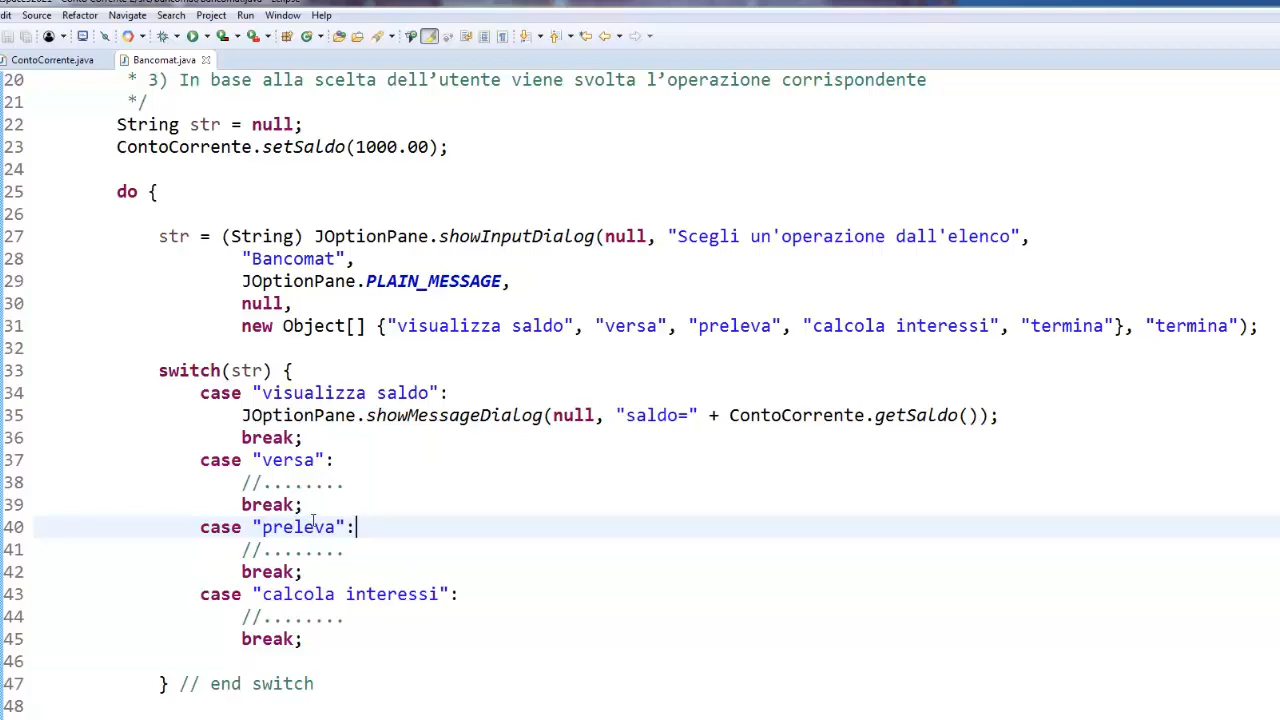 dit Source Refactor Navigate Search Project Run Window Help
ContoCorrente.java Bancomat.java
20 * 3) In base alla scelta dell’utente viene svolta l’operazione corrispondente
21 */
22 String str = null;
23 ContoCorrente.setSaldo(1000.00);
24
25 do {
26
27 str = (String) JOptionPane.showInputDialog(null, "Scegli un'operazione dall'elenco",
28 "Bancomat",
29 JOptionPane.PLAIN_MESSAGE,
30 null,
31 new Object[] {"visualizza saldo", "versa", "preleva", "calcola interessi", "termina"}, "termina");
32
33 switch(str) {
34 case "visualizza saldo":
35 JOptionPane.showMessageDialog(null, "saldo=" + ContoCorrente.getSaldo());
36 break;
37 case "versa":
38 //........
39 break;
40 case "preleva":
41 //........
42 break;
43 case "calcola interessi":
44 //........
45 break;
46
47 } // end switch
48